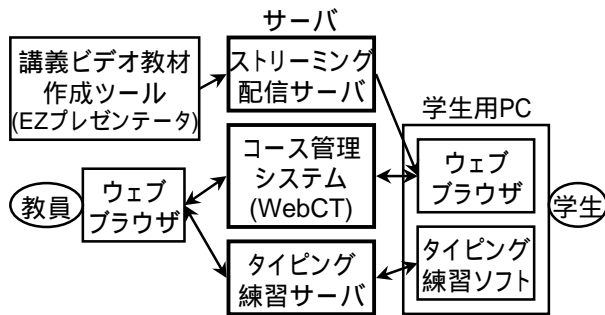 サーバ
講義ビデオ教材
作成ツール
(EZプレゼンテータ)
ストリーミング
配信サーバ
学生用PC
コース管理
システム
(WebCT)
ウェブ
ブラウザ
教員
ウェブ
ブラウザ
学生
タイピング
練習サーバ
タイピング
練習ソフト